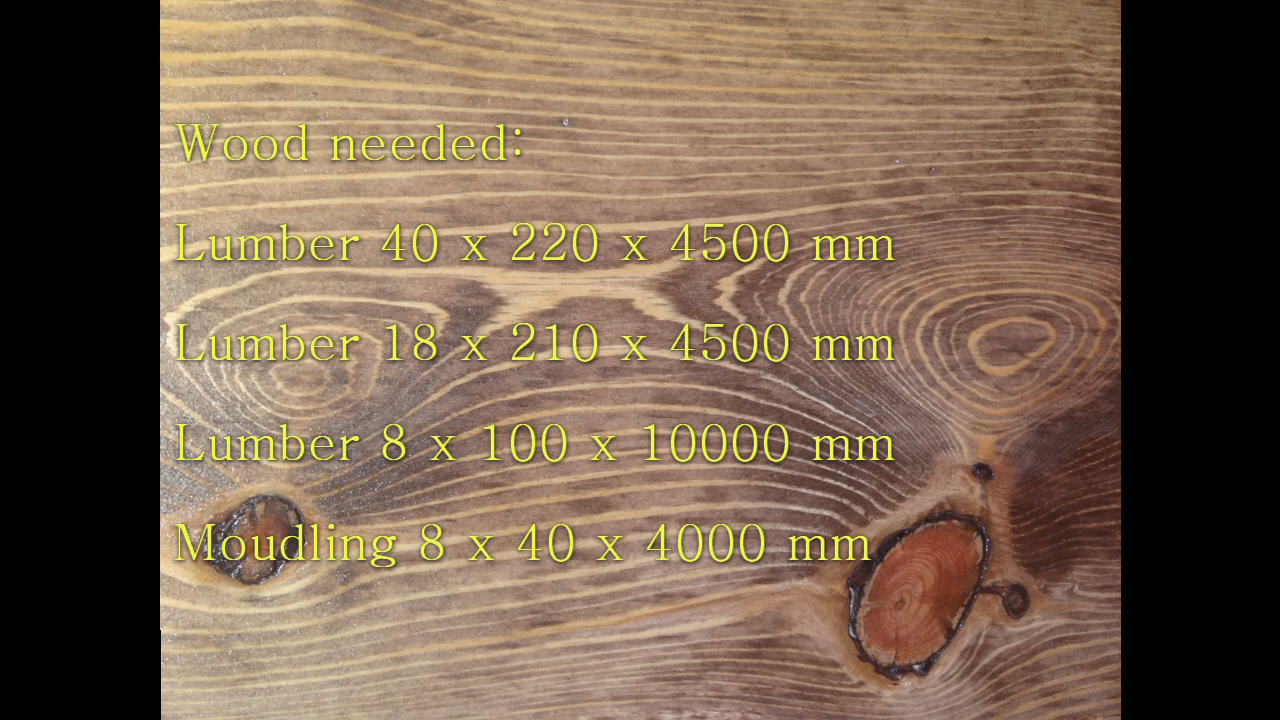 Wood needed:
Lumber 40 x 220 x 4500 mm
Lumber 18 x 210 x 4500 mm
Lumber 8 x 100 x 10000 mm
Moudling 8 x 40 x 4000 mm